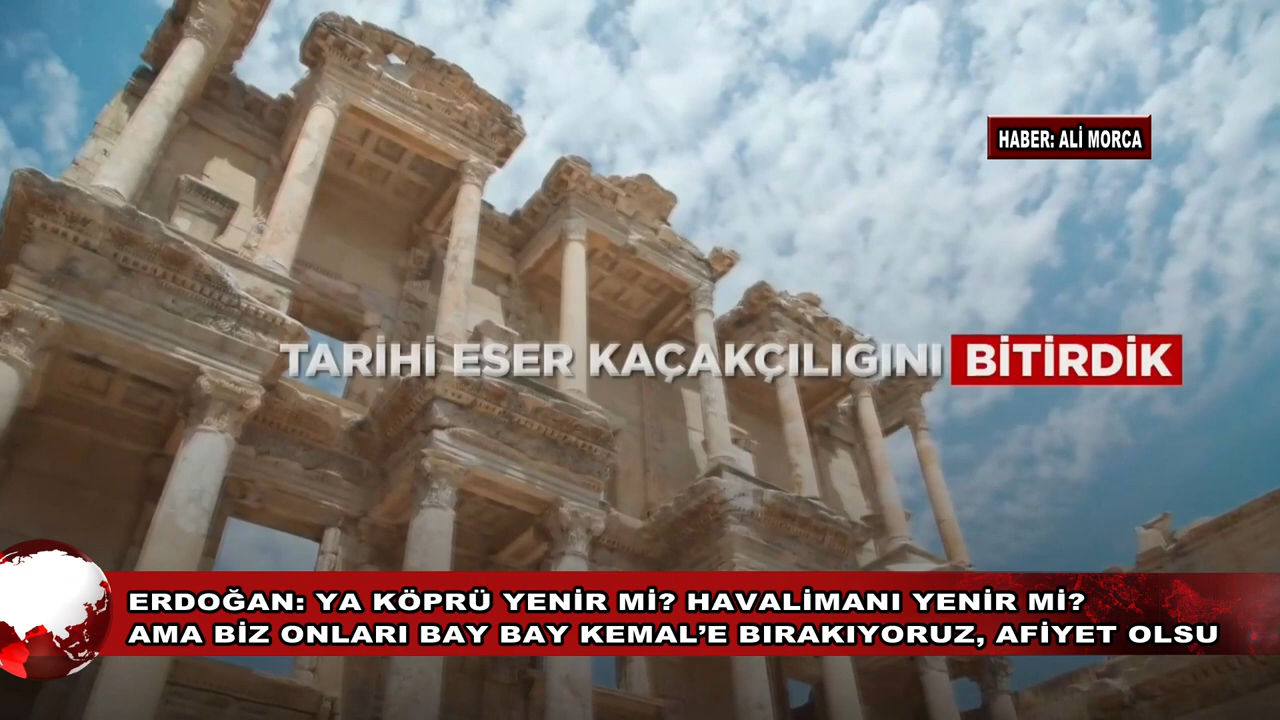 HABER: ALİ MORCA
TARİHİ ESER KAÇAKÇILIĞINI BİTİRDİK
ERDOĞAN: YA KÖPRÜ YENİR Mİ? HAVALİMANI YENİR Mİ?
AMA BİZ ONLARI BAY BAY KEMAL’E BIRAKIYORUZ, AFİYET OLSU